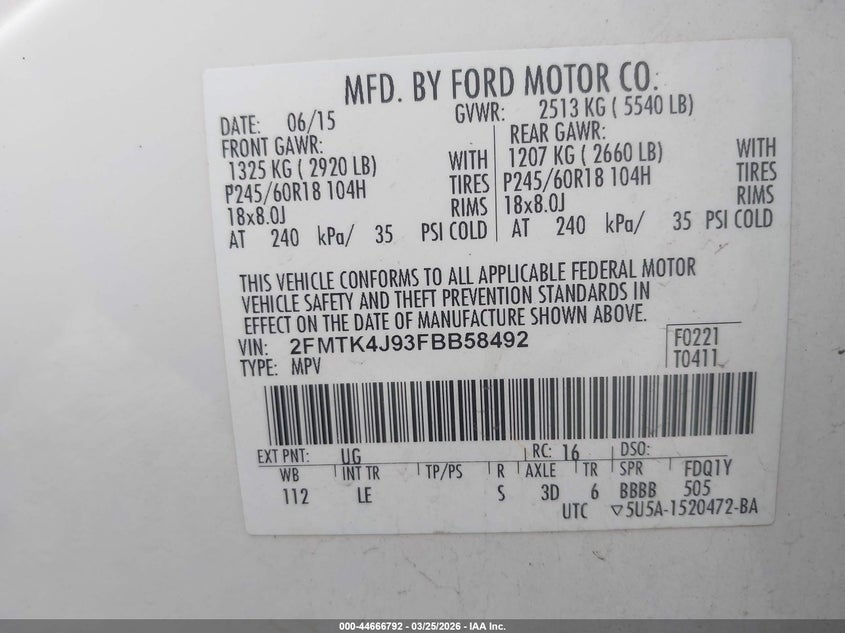 MFD. BY FORD MOTOR CO.
DATE: 06/15 GVWR: 2513 KG ( 5540 LB)
FRONT GAWR: REAR GAWR:
1325 KG ( 2920 LB) WITH 1207 KG ( 2660 LB) WITH
P245/60R18 104H TIRES P245/60R18 104H TIRES
18x8.0J RIMS 18x8.0J RIMS
AT 240 kPa/ 35 PSI COLD AT 240 kPa/ 35 PSI COLD
THIS VEHICLE CONFORMS TO ALL APPLICABLE FEDERAL MOTOR
VEHICLE SAFETY AND THEFT PREVENTION STANDARDS IN
EFFECT ON THE DATE OF MANUFACTURE SHOWN ABOVE.
VIN: 2FMTK4J93FBB58492 F0221
TYPE: MPV T0411
EXT PNT: UG RC: 16 DSO:
WB INT TR TP/PS R AXLE TR SPR FDQ1Y
112 LE S 3D 6 BBBB 505
UTC ▽5U5A-1520472-BA
000-44666792 - 03/25/2026 - IAA Inc.